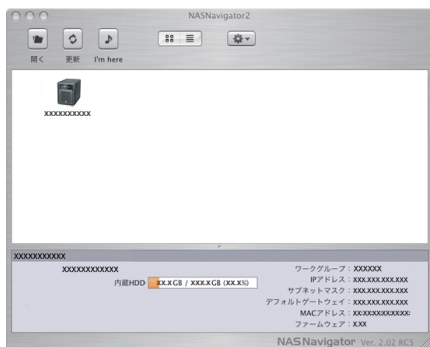 NASNavigator2
開く 更新 I'm here
xxxxxxxxxx
xxxxxxxxxxx
xxxxxxxxxxxx
内蔵HDD xx.xGB / xxx.xGB (xx.x%)
ワークグループ : xxxxxx
IPアドレス : xxx.xxx.xxx.xxx
サブネットマスク : xxx.xxx.xxx.xxx
デフォルトゲートウェイ : xxx.xxx.xxx.xxx
MACアドレス : xx:xx:xx:xx:xx:xx:
ファームウェア : x.xx
NAS Navigator Ver. 2.02 RC5